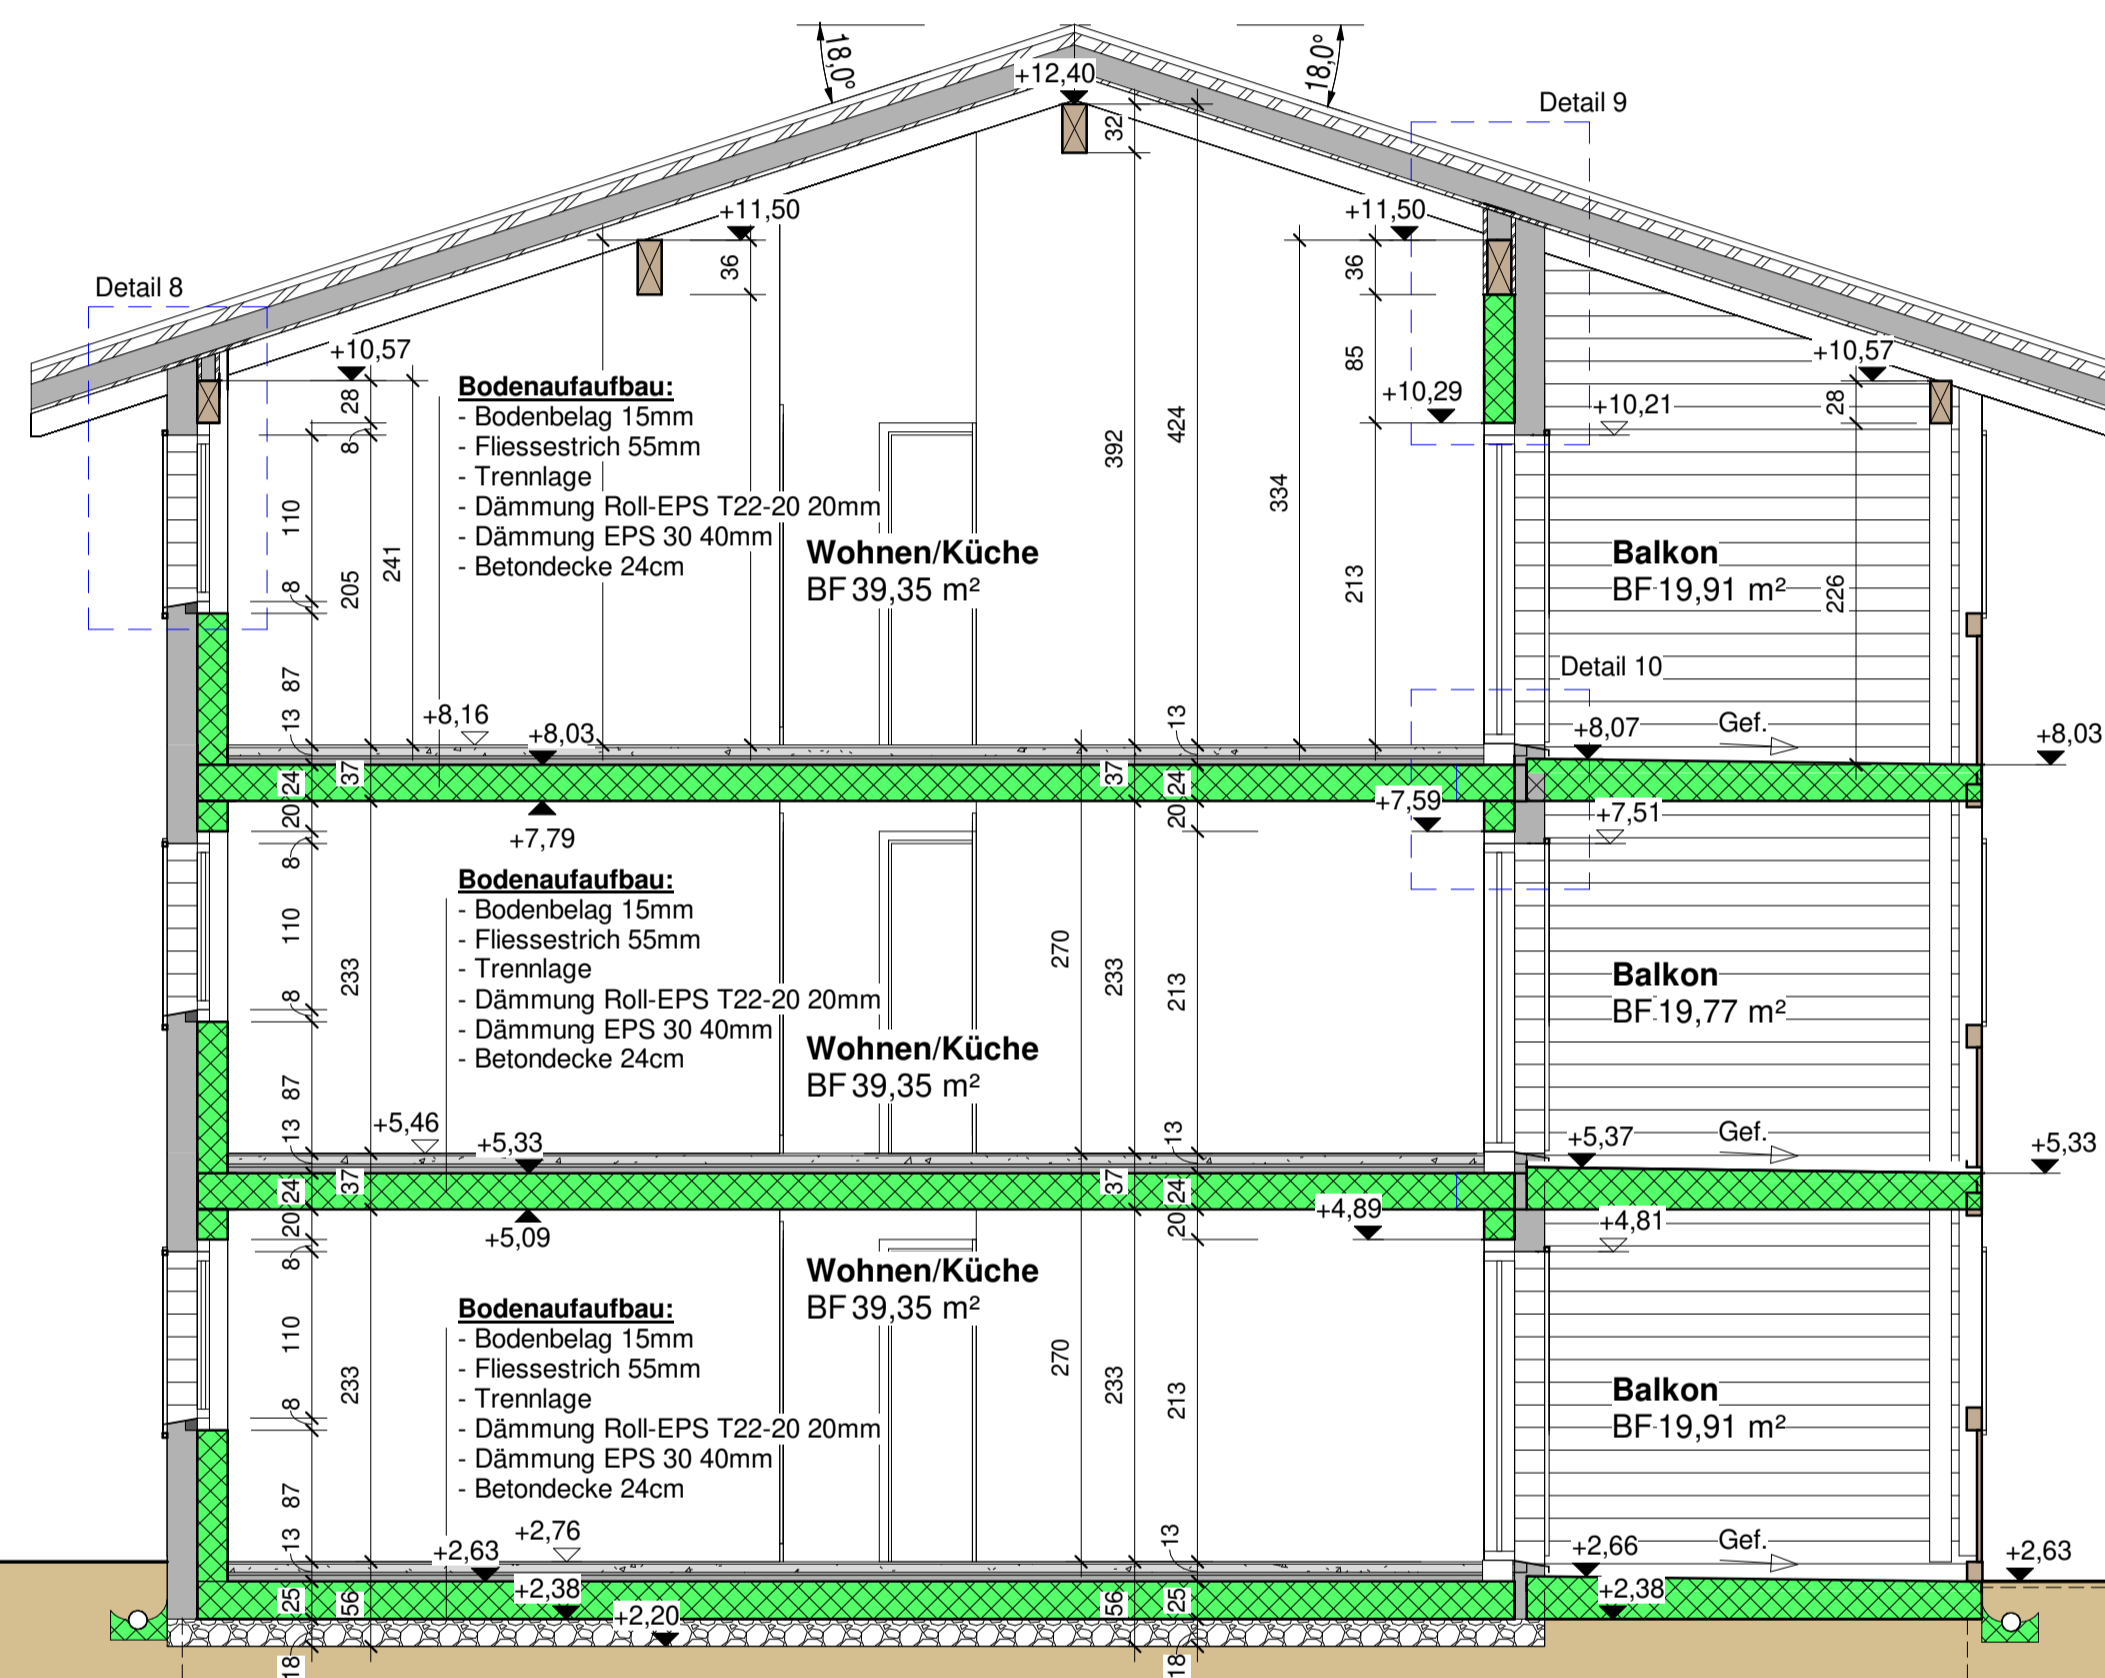 18,0°
18,0°
+12,40
Detail 9
32
+11,50
+11,50
36
36
Detail 8
+10,57
28
8
85
+10,29
+10,21
+10,57
28
Bodenaufaufbau:
- Bodenbelag 15mm
- Fliessestrich 55mm
- Trennlage
- Dämmung Roll-EPS T22-20 20mm
- Dämmung EPS 30 40mm
- Betondecke 24cm
392
424
334
213
110
8
205
241
87
13
Wohnen/Küche
BF 39,35 m²
Balkon
BF 19,91 m²
226
Detail 10
+8,16
+8,03
13
+8,07
Gef.
+8,03
24
37
37
24
20
20
+7,79
+7,59
+7,51
8
110
8
233
87
13
Bodenaufaufbau:
- Bodenbelag 15mm
- Fliessestrich 55mm
- Trennlage
- Dämmung Roll-EPS T22-20 20mm
- Dämmung EPS 30 40mm
- Betondecke 24cm
Wohnen/Küche
BF 39,35 m²
270
233
213
Balkon
BF 19,77 m²
+5,46
+5,33
13
+5,37
Gef.
+5,33
24
37
37
24
20
20
+5,09
+4,89
+4,81
8
110
8
233
87
13
Wohnen/Küche
BF 39,35 m²
Bodenaufaufbau:
- Bodenbelag 15mm
- Fliessestrich 55mm
- Trennlage
- Dämmung Roll-EPS T22-20 20mm
- Dämmung EPS 30 40mm
- Betondecke 24cm
270
233
213
Balkon
BF 19,91 m²
+2,76
+2,63
13
+2,66
Gef.
+2,63
+2,38
+2,38
25
56
56
25
+2,20
18
18